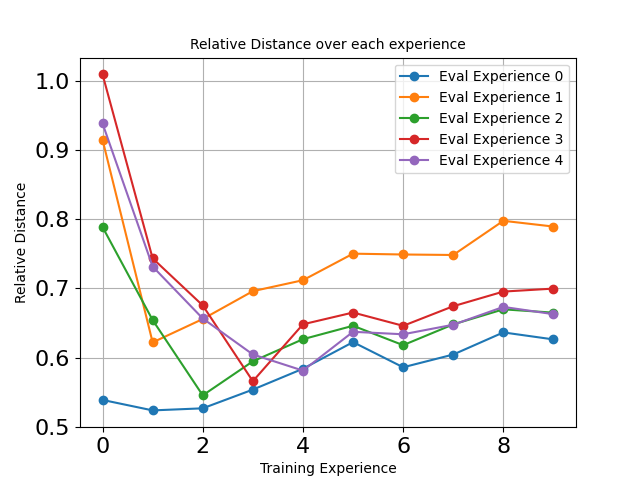 Relative Distance over each experience
Eval Experience 0
Eval Experience 1
Eval Experience 2
Eval Experience 3
Eval Experience 4
Relative Distance
1.0
0.9
0.8
0.7
0.6
0.5
0 2 4 6 8
Training Experience